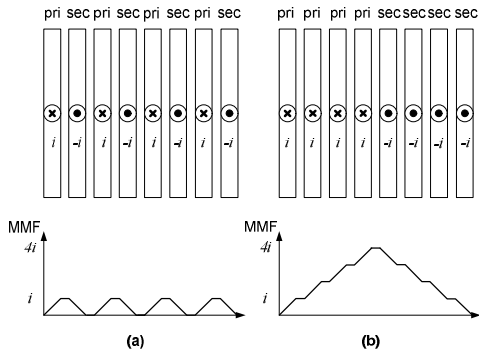 pri sec pri sec pri sec pri sec
pri pri pri pri sec sec sec sec
i -i i -i i -i i -i
i i i i -i -i -i -i
MMF
4i
i
(a)
MMF
4i
i
(b)